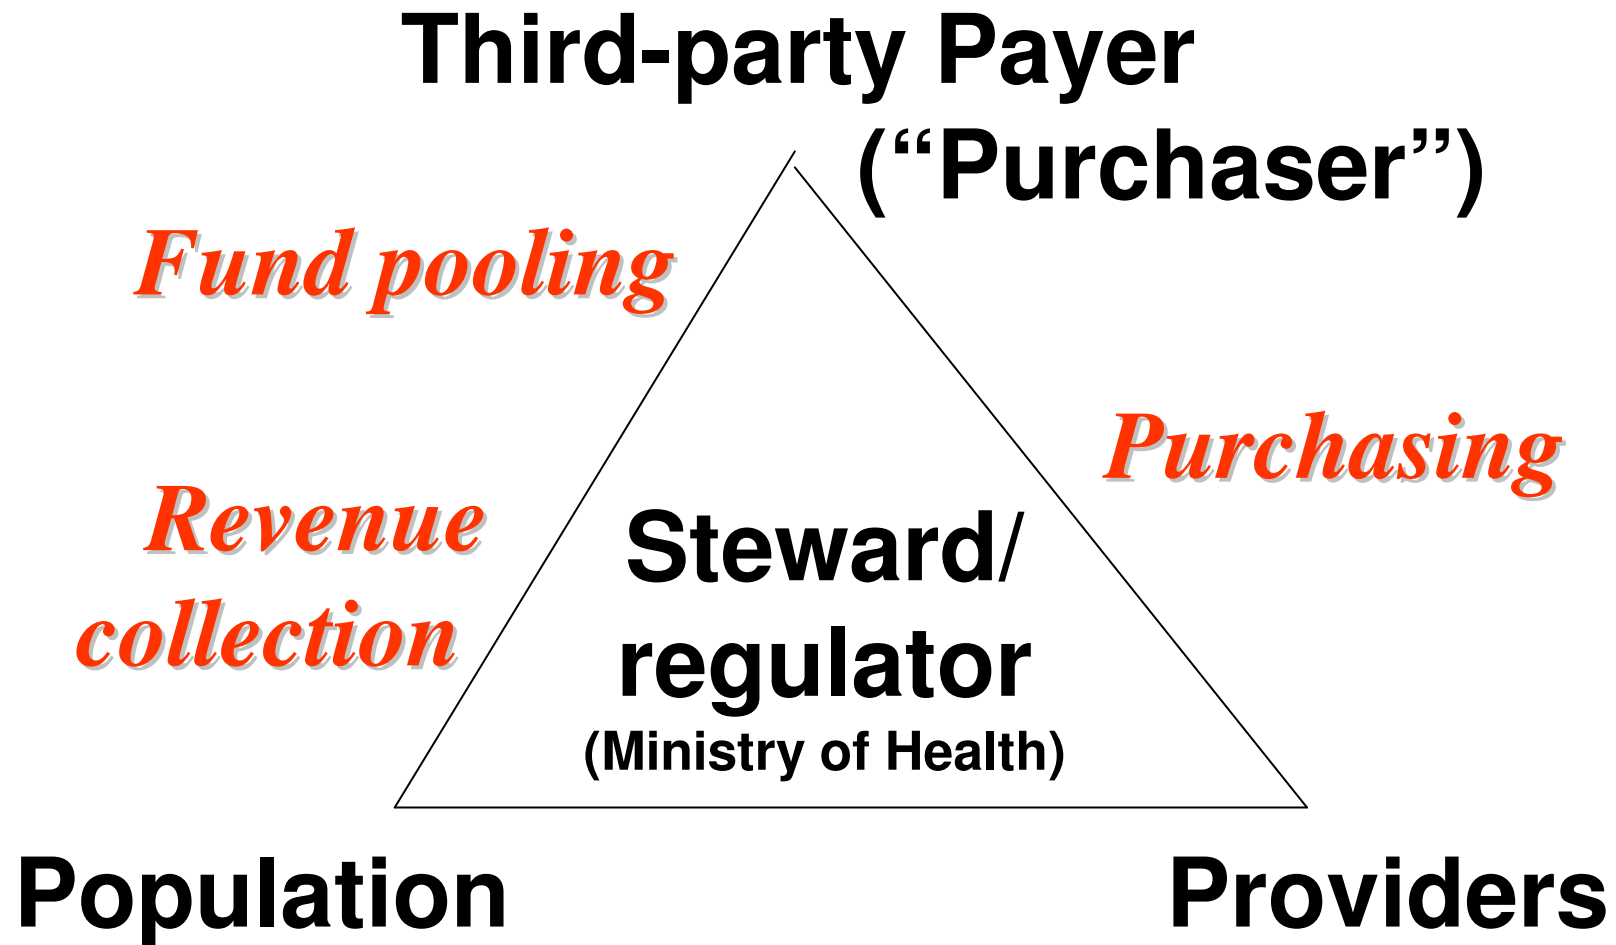 Third-party Payer
(“Purchaser”)
Fund pooling
Purchasing
Revenue
collection
Steward/
regulator
(Ministry of Health)
Population
Providers